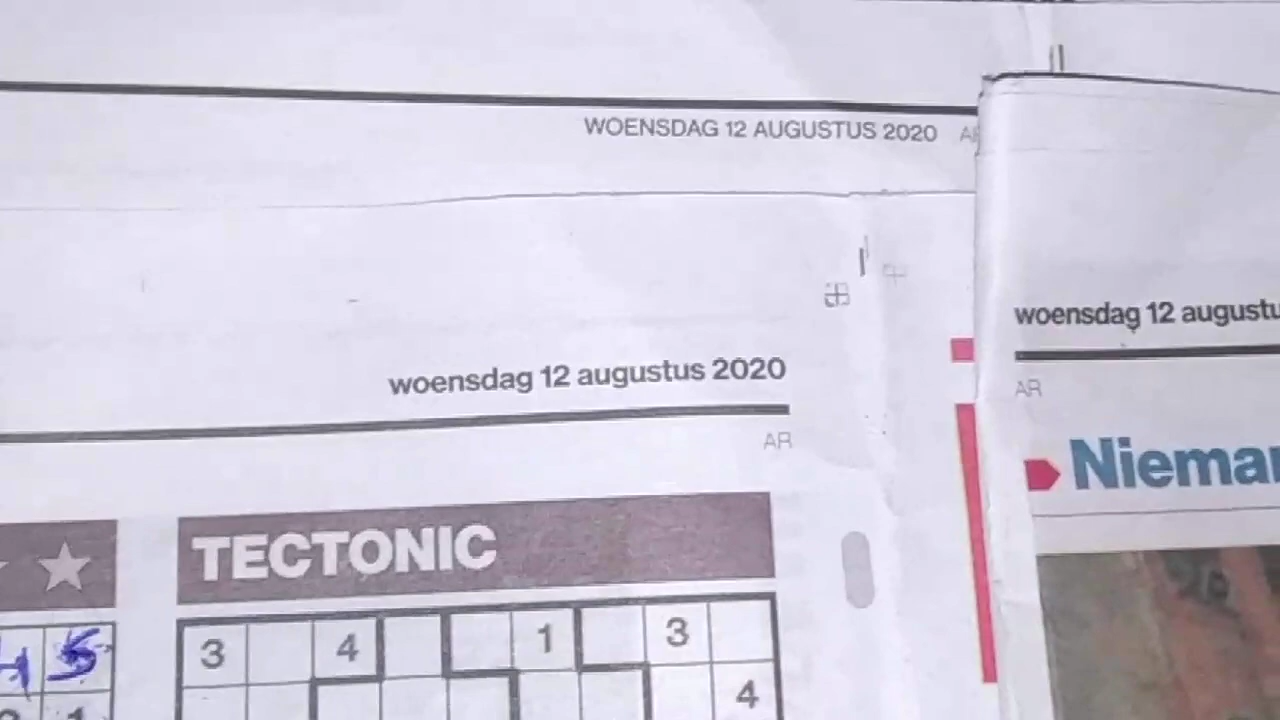 WOENSDAG 12 AUGUSTUS 2020
woensdag 12 augustus 2020
AR
TECTONIC
3 4 1 3
4
woensdag 12 augustu
AR
Niema